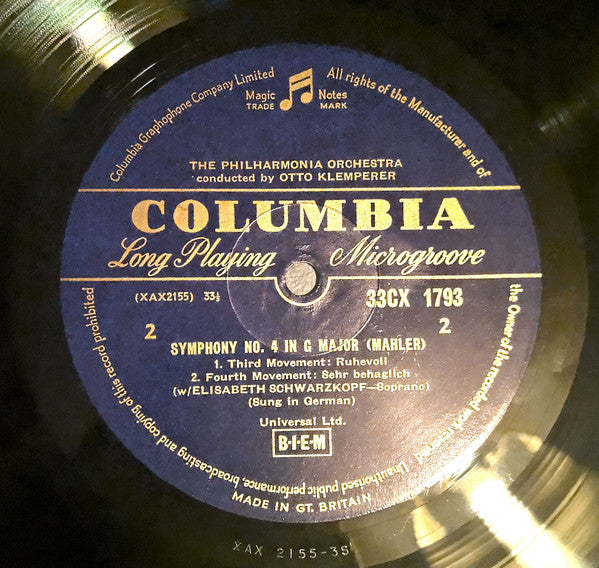 Columbia Graphophone Company Limited
All rights of the Manufacturer and of
the Owner of the recorded work reserved
Unauthorised public performance, broadcasting and copying of this record prohibited
Magic Notes
TRADE MARK
THE PHILHARMONIA ORCHESTRA
conducted by OTTO KLEMPERER
COLUMBIA
Long Playing Microgroove
(XAX2155) 33⅓
33CX 1793
2
2
SYMPHONY NO. 4 IN G MAJOR (MAHLER)
1. Third Movement: Ruhevoll
2. Fourth Movement: Sehr behaglich
(w/ELISABETH SCHWARZKOPF—Soprano)
(Sung in German)
Universal Ltd.
B·I·E·M
MADE IN GT. BRITAIN
XAX 2155-3S